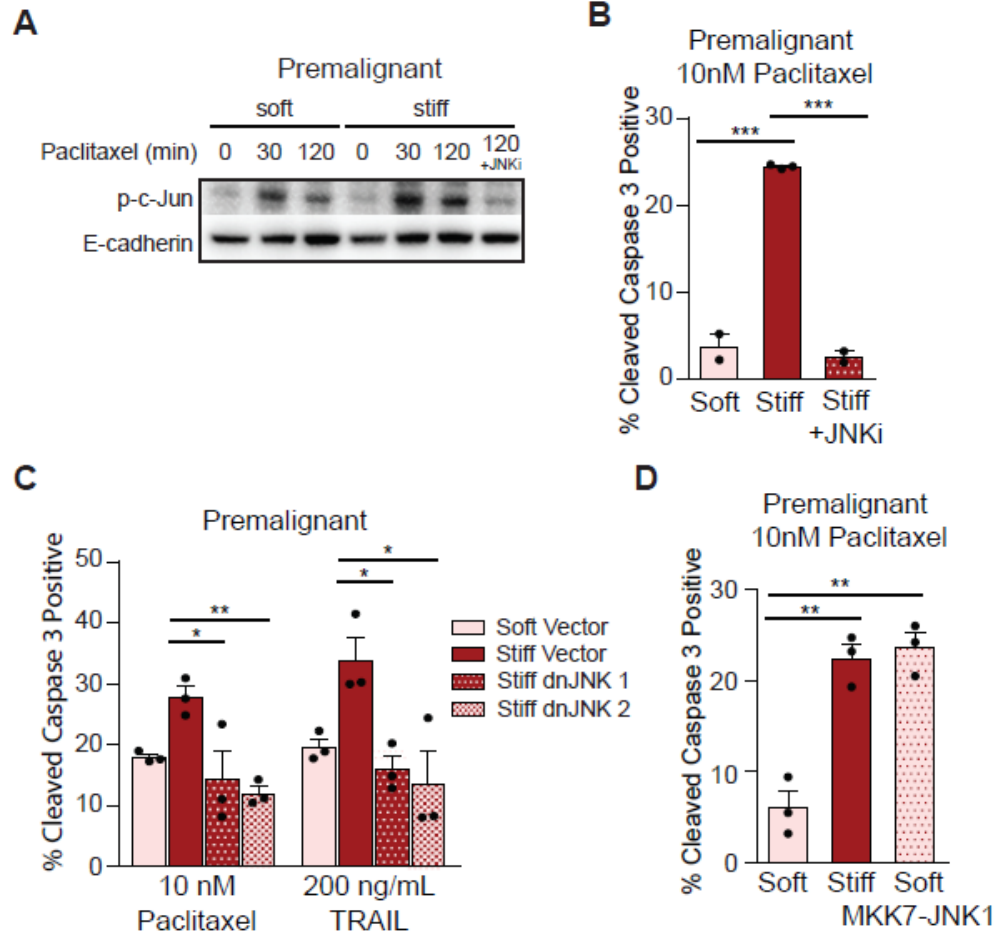 A
Premalignant
soft stiff
Paclitaxel (min) 0 30 120 0 30 120 +JNKi
p-c-Jun
E-cadherin
B
Premalignant
10nM Paclitaxel
% Cleaved Caspase 3 Positive
30
20
10
0
***
***
Soft Stiff Stiff
+JNKi
C
Premalignant
% Cleaved Caspase 3 Positive
50
40
30
20
10
0
*
**
*
*
10 nM 200 ng/mL
Paclitaxel TRAIL
Soft Vector
Stiff Vector
Stiff dnJNK 1
Stiff dnJNK 2
D
Premalignant
10nM Paclitaxel
% Cleaved Caspase 3 Positive
30
20
10
0
**
**
Soft Stiff Soft
MKK7-JNK1